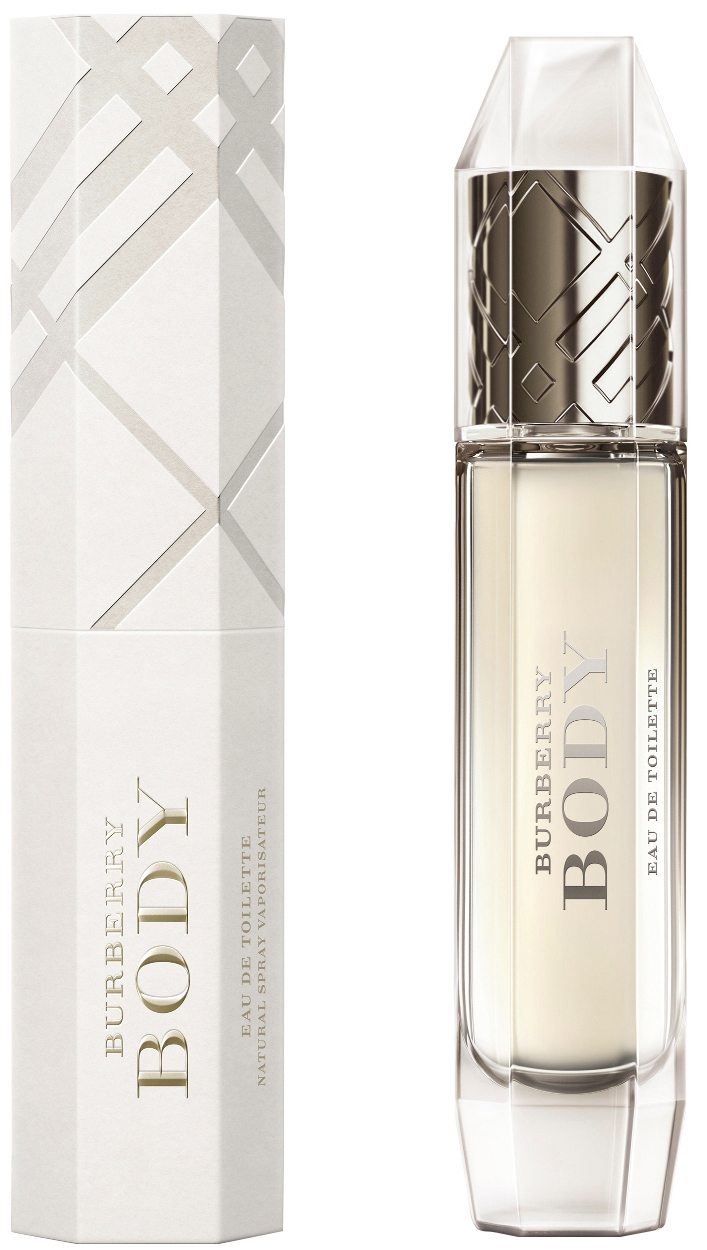 BURBERRY
BODY
EAU DE TOILETTE
NATURAL SPRAY VAPORISATEUR
BURBERRY
BODY
EAU DE TOILETTE